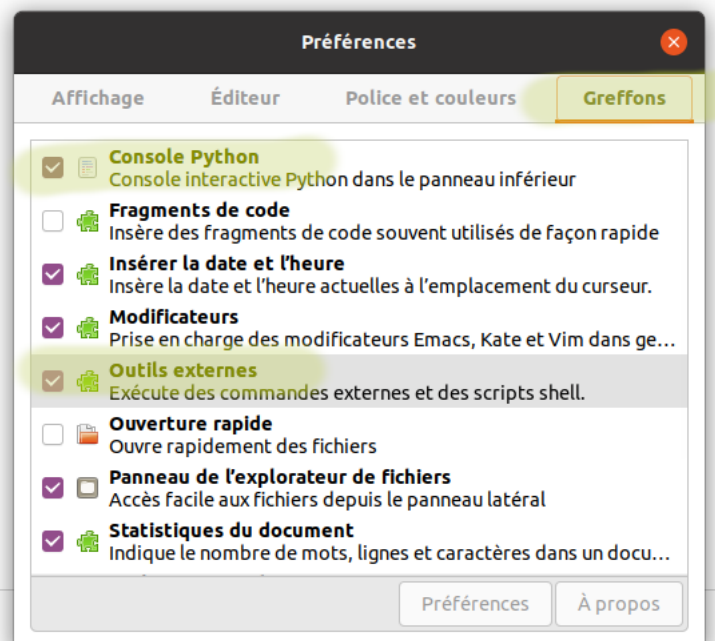 Préférences
Affichage Éditeur Police et couleurs Greffons
Console Python
Console interactive Python dans le panneau inférieur
Fragments de code
Insère des fragments de code souvent utilisés de façon rapide
Insérer la date et l'heure
Insère la date et l'heure actuelles à l'emplacement du curseur.
Modificateurs
Prise en charge des modificateurs Emacs, Kate et Vim dans ge…
Outils externes
Exécute des commandes externes et des scripts shell.
Ouverture rapide
Ouvre rapidement des fichiers
Panneau de l'explorateur de fichiers
Accès facile aux fichiers depuis le panneau latéral
Statistiques du document
Indique le nombre de mots, lignes et caractères dans un docu…
Préférences À propos